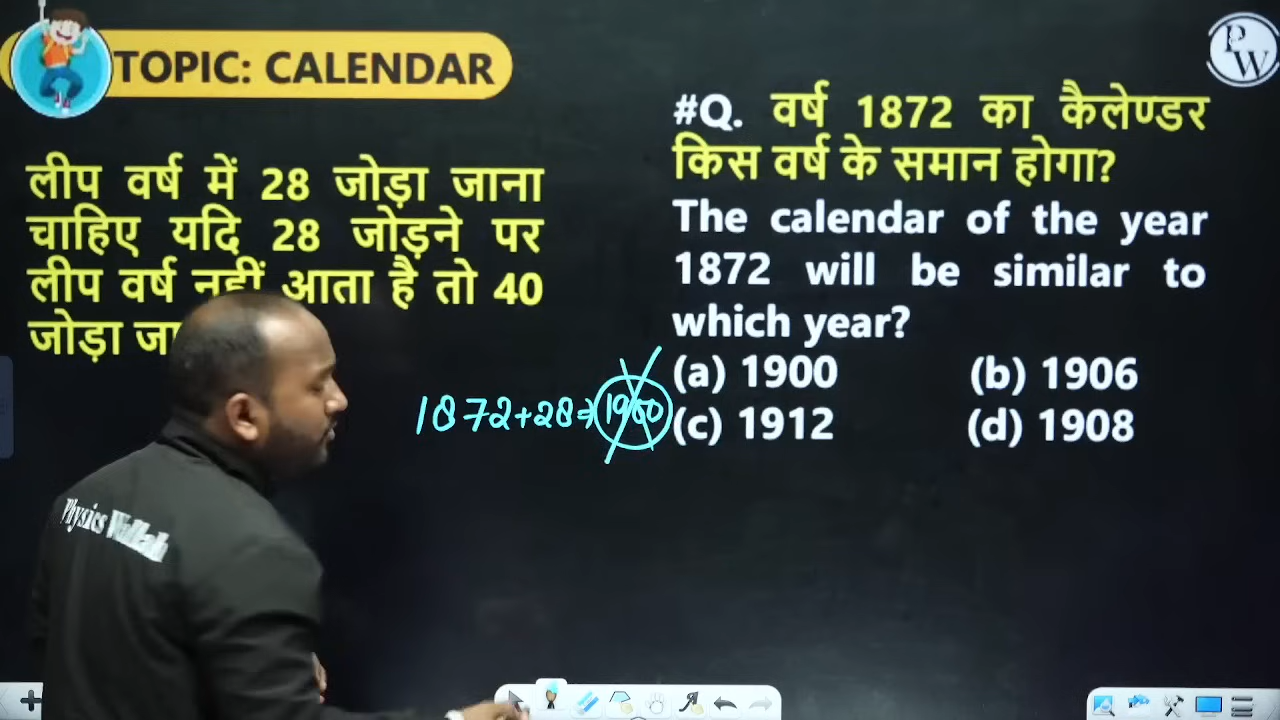 TOPIC: CALENDAR
PW
लीप वर्ष में 28 जोड़ा जाना
चाहिए यदि 28 जोड़ने पर
लीप वर्ष नहीं आता है तो 40
जोड़ा
#Q. वर्ष 1872 का कैलेण्डर
किस वर्ष के समान होगा?
The calendar of the year
1872 will be similar to
which year?
(a) 1900 (b) 1906
(c) 1912 (d) 1908
1872+28⇒1900
Physics Wallah